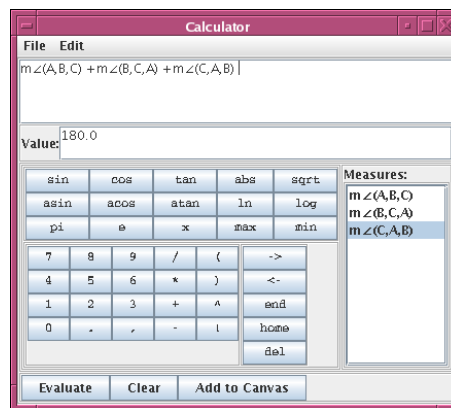 Calculator
File Edit
m∠(A,B,C) +m∠(B,C,A) +m∠(C,A,B)
Value: 180.0
sin cos tan abs sqrt
asin acos atan ln log
pi e x max min
Measures:
m∠(A,B,C)
m∠(B,C,A)
m∠(C,A,B)
7 8 9 / ( ->
4 5 6 * ) <-
1 2 3 + ^ end
0 . , - home
del
Evaluate Clear Add to Canvas